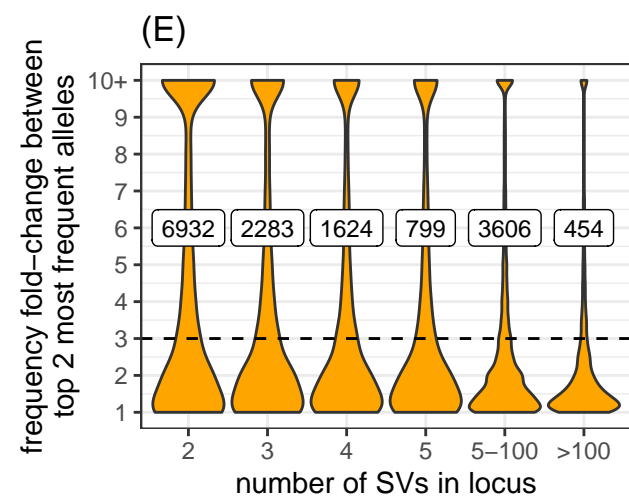 (E)
frequency fold−change between
top 2 most frequent alleles
10+
9
8
7
6
5
4
3
2
1
6932 2283 1624 799 3606 454
2 3 4 5 5−100 >100
number of SVs in locus